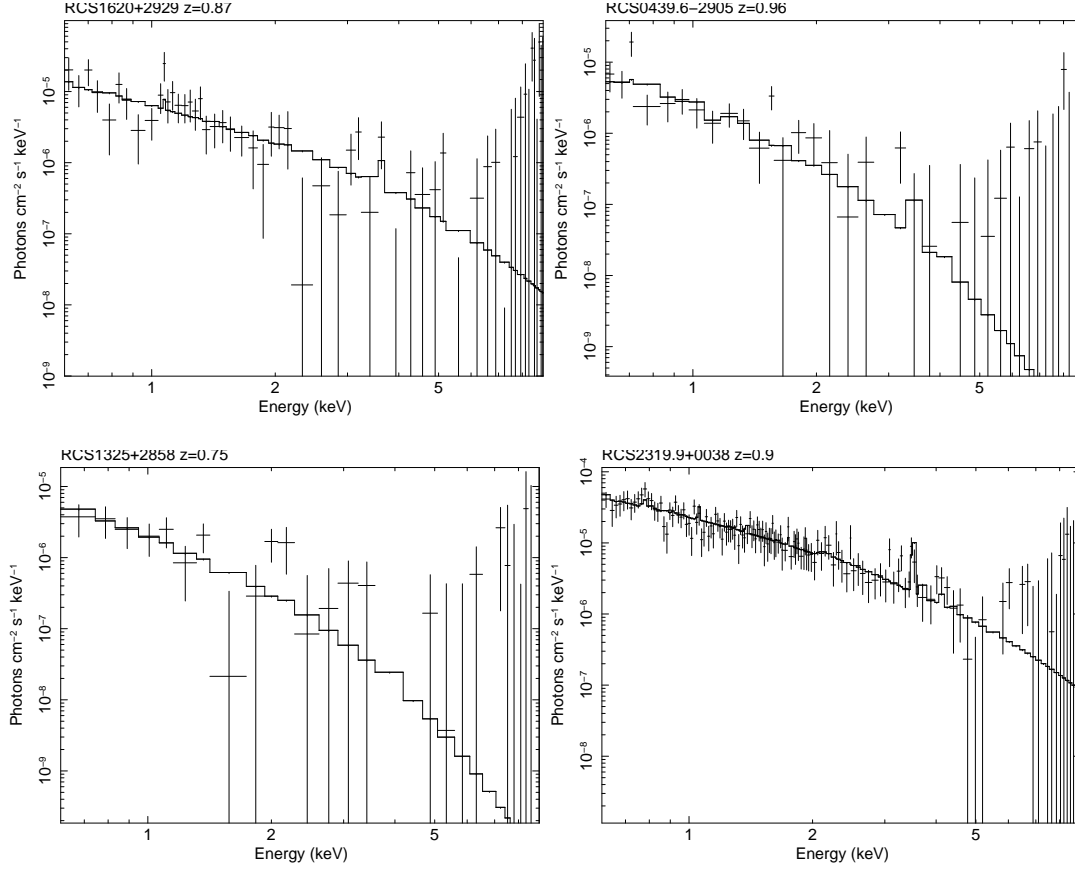 RCS1620+2929 z=0.87
Photons cm⁻² s⁻¹ keV⁻¹
10⁻⁵
10⁻⁶
10⁻⁷
10⁻⁸
10⁻⁹
1 2 5
Energy (keV)
RCS0439.6−2905 z=0.96
Photons cm⁻² s⁻¹ keV⁻¹
10⁻⁵
10⁻⁶
10⁻⁷
10⁻⁸
10⁻⁹
1 2 5
Energy (keV)
RCS1325+2858 z=0.75
Photons cm⁻² s⁻¹ keV⁻¹
10⁻⁵
10⁻⁶
10⁻⁷
10⁻⁸
10⁻⁹
1 2 5
Energy (keV)
RCS2319.9+0038 z=0.9
Photons cm⁻² s⁻¹ keV⁻¹
10⁻⁴
10⁻⁵
10⁻⁶
10⁻⁷
10⁻⁸
1 2 5
Energy (keV)